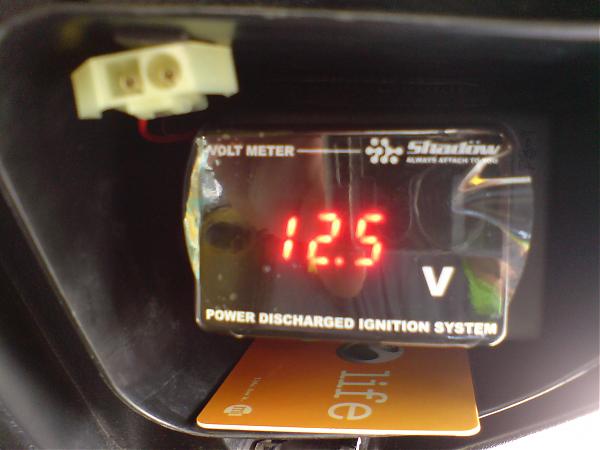 VOLT METER
Shadow
ALWAYS ATTACH TO YOU
12.5
V
POWER DISCHARGED IGNITION SYSTEM
life